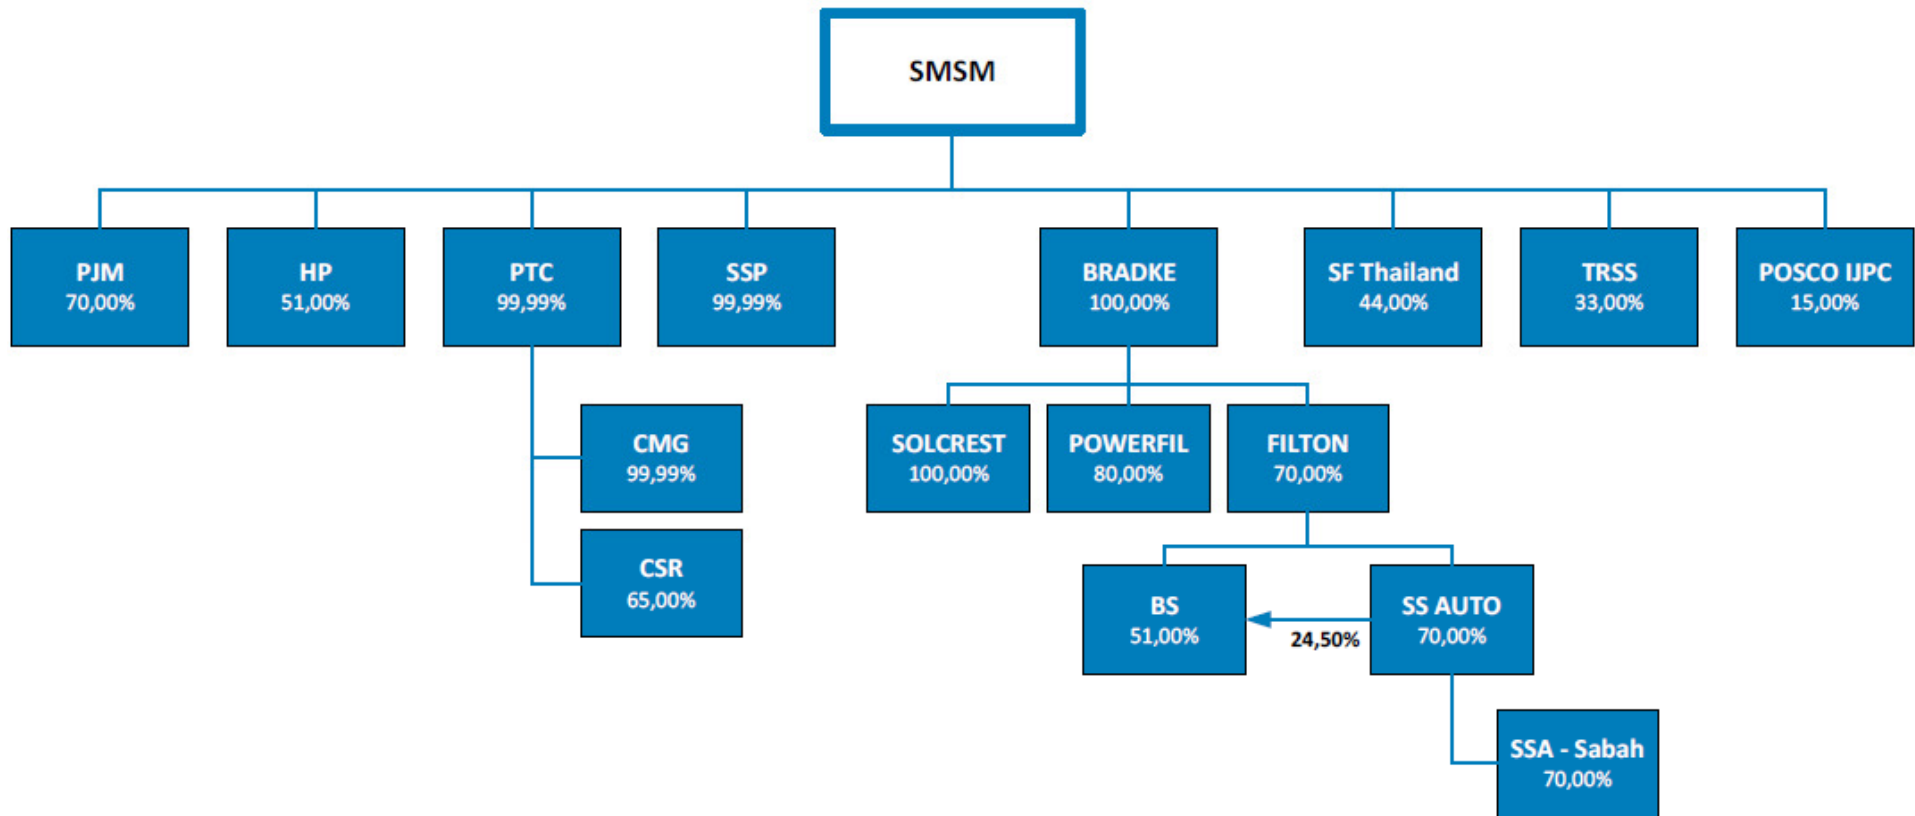 SMSM
PJM
70,00%
HP
51,00%
PTC
99,99%
SSP
99,99%
BRADKE
100,00%
SF Thailand
44,00%
TRSS
33,00%
POSCO IJPC
15,00%
CMG
99,99%
CSR
65,00%
SOLCREST
100,00%
POWERFIL
80,00%
FILTON
70,00%
BS
51,00%
24,50%
SS AUTO
70,00%
SSA - Sabah
70,00%